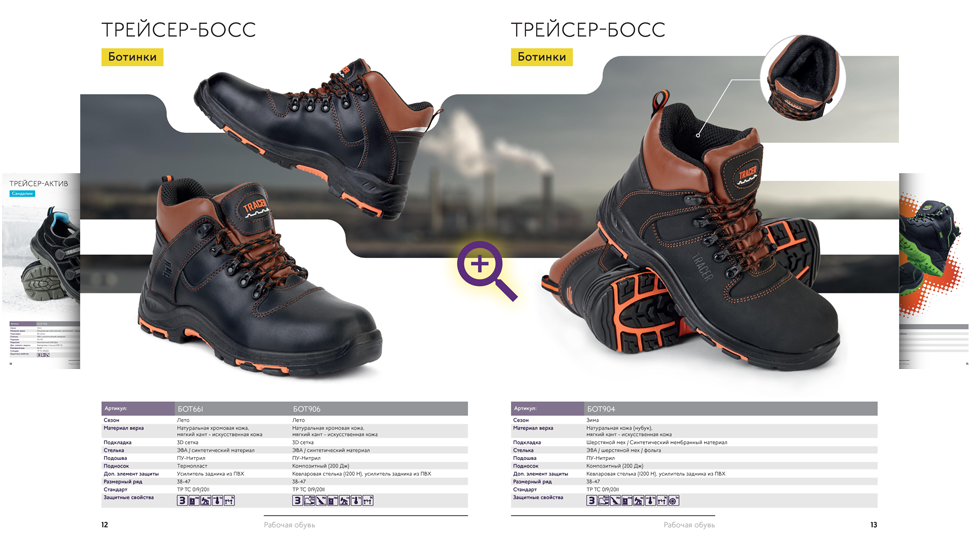 ТРЕЙСЕР-БОСС
Ботинки
TRACER
ТРЕЙСЕР-БОСС
Ботинки
TRACER
TRACER
ТРЕЙСЕР-АКТИВ
Сандалии
Артикул: БОТ661 БОТ906
Сезон Лето Лето
Материал верха Натуральная хромовая кожа, Натуральная хромовая кожа,
мягкий кант - искусственная кожа мягкий кант - искусственная кожа
Подкладка 3D сетка 3D сетка
Стелька ЭВА / синтетический материал ЭВА / синтетический материал
Подошва ПУ-Нитрил ПУ-Нитрил
Подносок Термопласт Композитный (200 Дж)
Доп. элемент защиты Усилитель задника из ПВХ Кевларовая стелька (1200 Н), усилитель задника из ПВХ
Размерный ряд 38-47 38-47
Стандарт ТР ТС 019/2011 ТР ТС 019/2011
Защитные свойства З З
12 Рабочая обувь
Артикул: БОТ904
Сезон Зима
Материал верха Натуральная кожа (нубук),
мягкий кант - искусственная кожа
Подкладка Шерстяной мех / Синтетический мембранный материал
Стелька ЭВА / шерстяной мех / фольга
Подошва ПУ-Нитрил
Подносок Композитный (200 Дж)
Доп. элемент защиты Кевларовая стелька (1200 Н), усилитель задника из ПВХ
Размерный ряд 38-47
Стандарт ТР ТС 019/2011
Защитные свойства З
Рабочая обувь 13